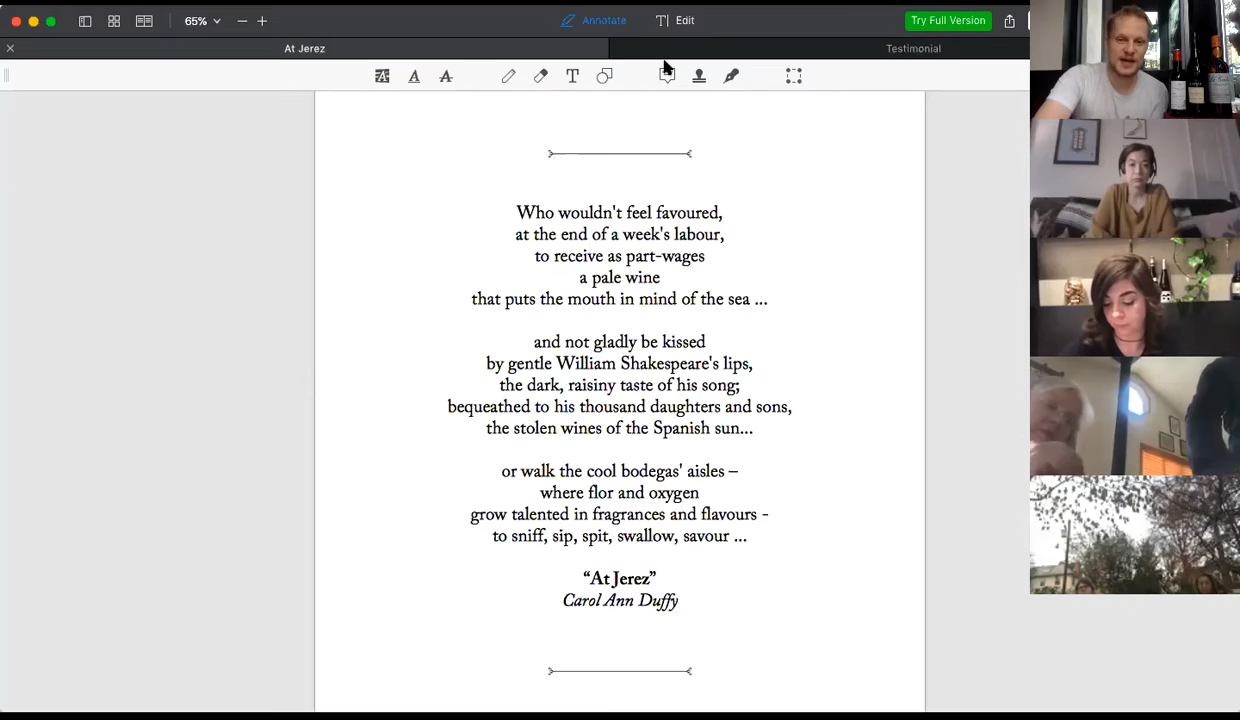 65%
Annotate
Edit
Try Full Version
At Jerez
Testimonial
Who wouldn't feel favoured,
at the end of a week's labour,
to receive as part-wages
a pale wine
that puts the mouth in mind of the sea ...
and not gladly be kissed
by gentle William Shakespeare's lips,
the dark, raisiny taste of his song;
bequeathed to his thousand daughters and sons,
the stolen wines of the Spanish sun...
or walk the cool bodegas' aisles –
where flor and oxygen
grow talented in fragrances and flavours -
to sniff, sip, spit, swallow, savour ...
“At Jerez”
Carol Ann Duffy